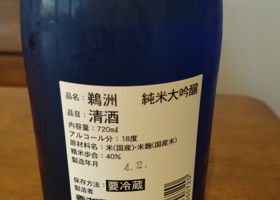 品名：鵜洲　純米大吟醸
品目：清酒
内容量：720ml
アルコール分：18度
原材料名：米(国産)・米麹(国産米)
精米歩合：40%
製造年月 4.2.
保存方法：要冷蔵
製造者：